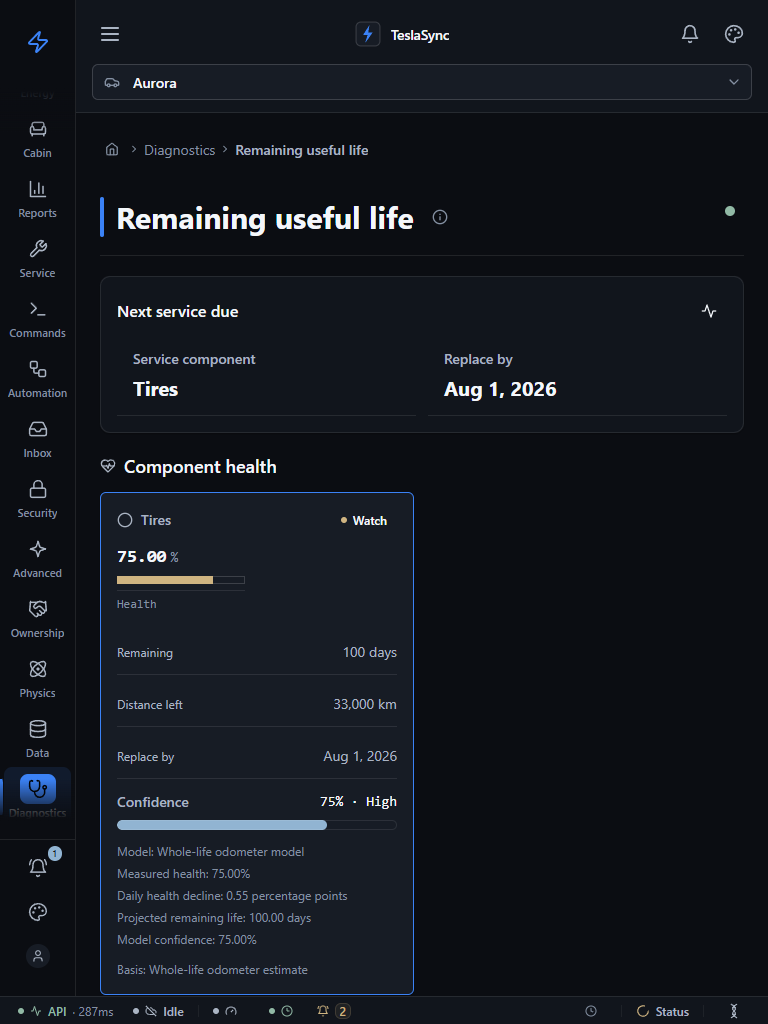 TeslaSync
Aurora
Energy
Cabin
Reports
Service
Commands
Automation
Inbox
Security
Advanced
Ownership
Physics
Data
Diagnostics
1
Diagnostics
Remaining useful life
Remaining useful life
Next service due
Service component
Replace by
Tires
Aug 1, 2026
Component health
Tires
Watch
75.00 %
Health
Remaining
100 days
Distance left
33,000 km
Replace by
Aug 1, 2026
Confidence
75% · High
Model: Whole-life odometer model
Measured health: 75.00%
Daily health decline: 0.55 percentage points
Projected remaining life: 100.00 days
Model confidence: 75.00%
Basis: Whole-life odometer estimate
API · 287ms
Idle
2
Status